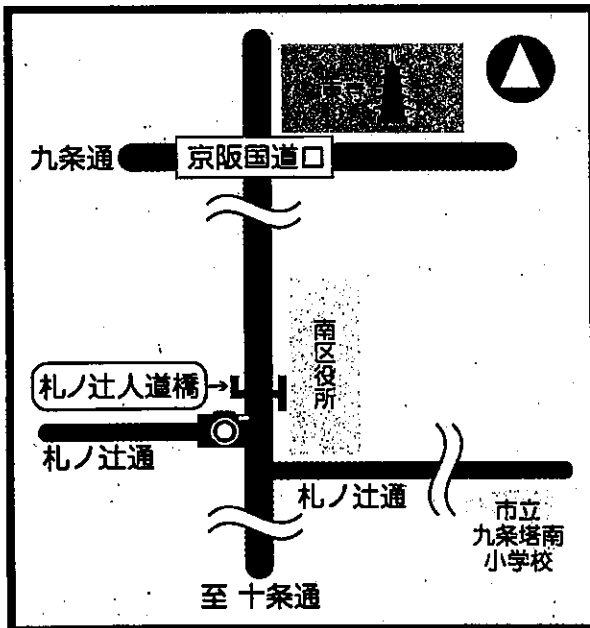 東寺
九条通
京阪国道口
南区役所
札ノ辻人道橋
札ノ辻通
札ノ辻通
市立
九条塔南
小学校
至 十条通